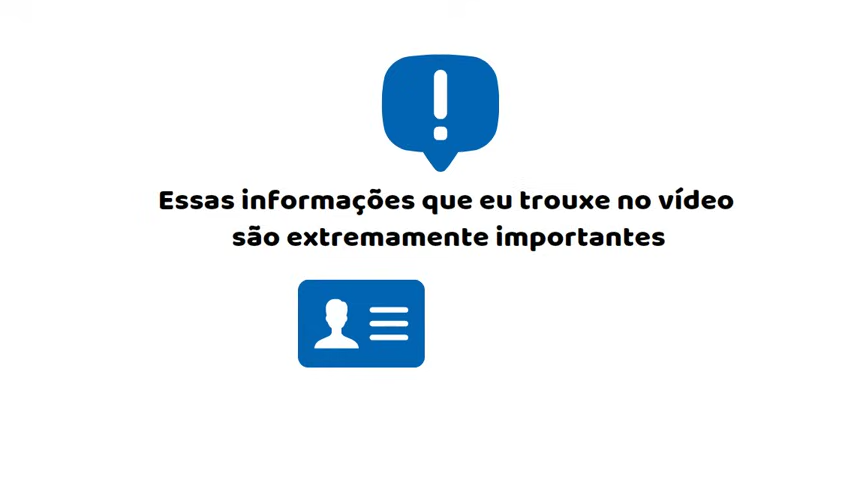 Essas informações que eu trouxe no vídeo
são extremamente importantes